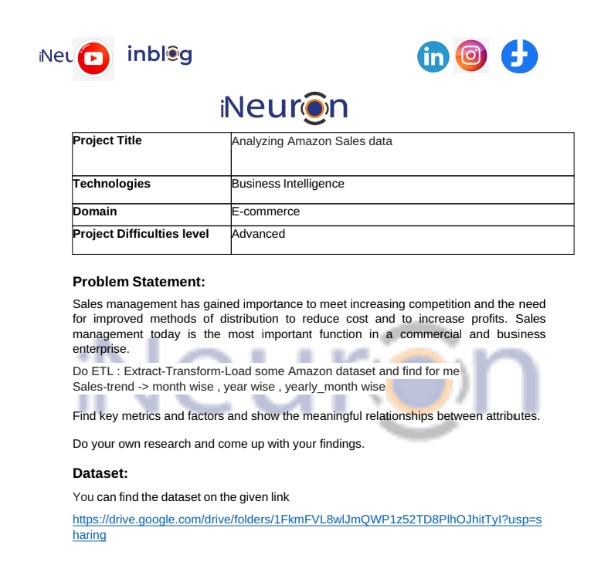 iNeu inblog
iNeuron
Project Title Analyzing Amazon Sales data
Technologies Business Intelligence
Domain E-commerce
Project Difficulties level Advanced
Problem Statement:
Sales management has gained importance to meet increasing competition and the need
for improved methods of distribution to reduce cost and to increase profits. Sales
management today is the most important function in a commercial and business
enterprise.
Do ETL : Extract-Transform-Load some Amazon dataset and find for me
Sales-trend -> month wise , year wise , yearly_month wise
Find key metrics and factors and show the meaningful relationships between attributes.
Do your own research and come up with your findings.
Dataset:
You can find the dataset on the given link
https://drive.google.com/drive/folders/1FkmFVL8wlJmQWP1z52TD8PlhOJhitTyI?usp=s
haring